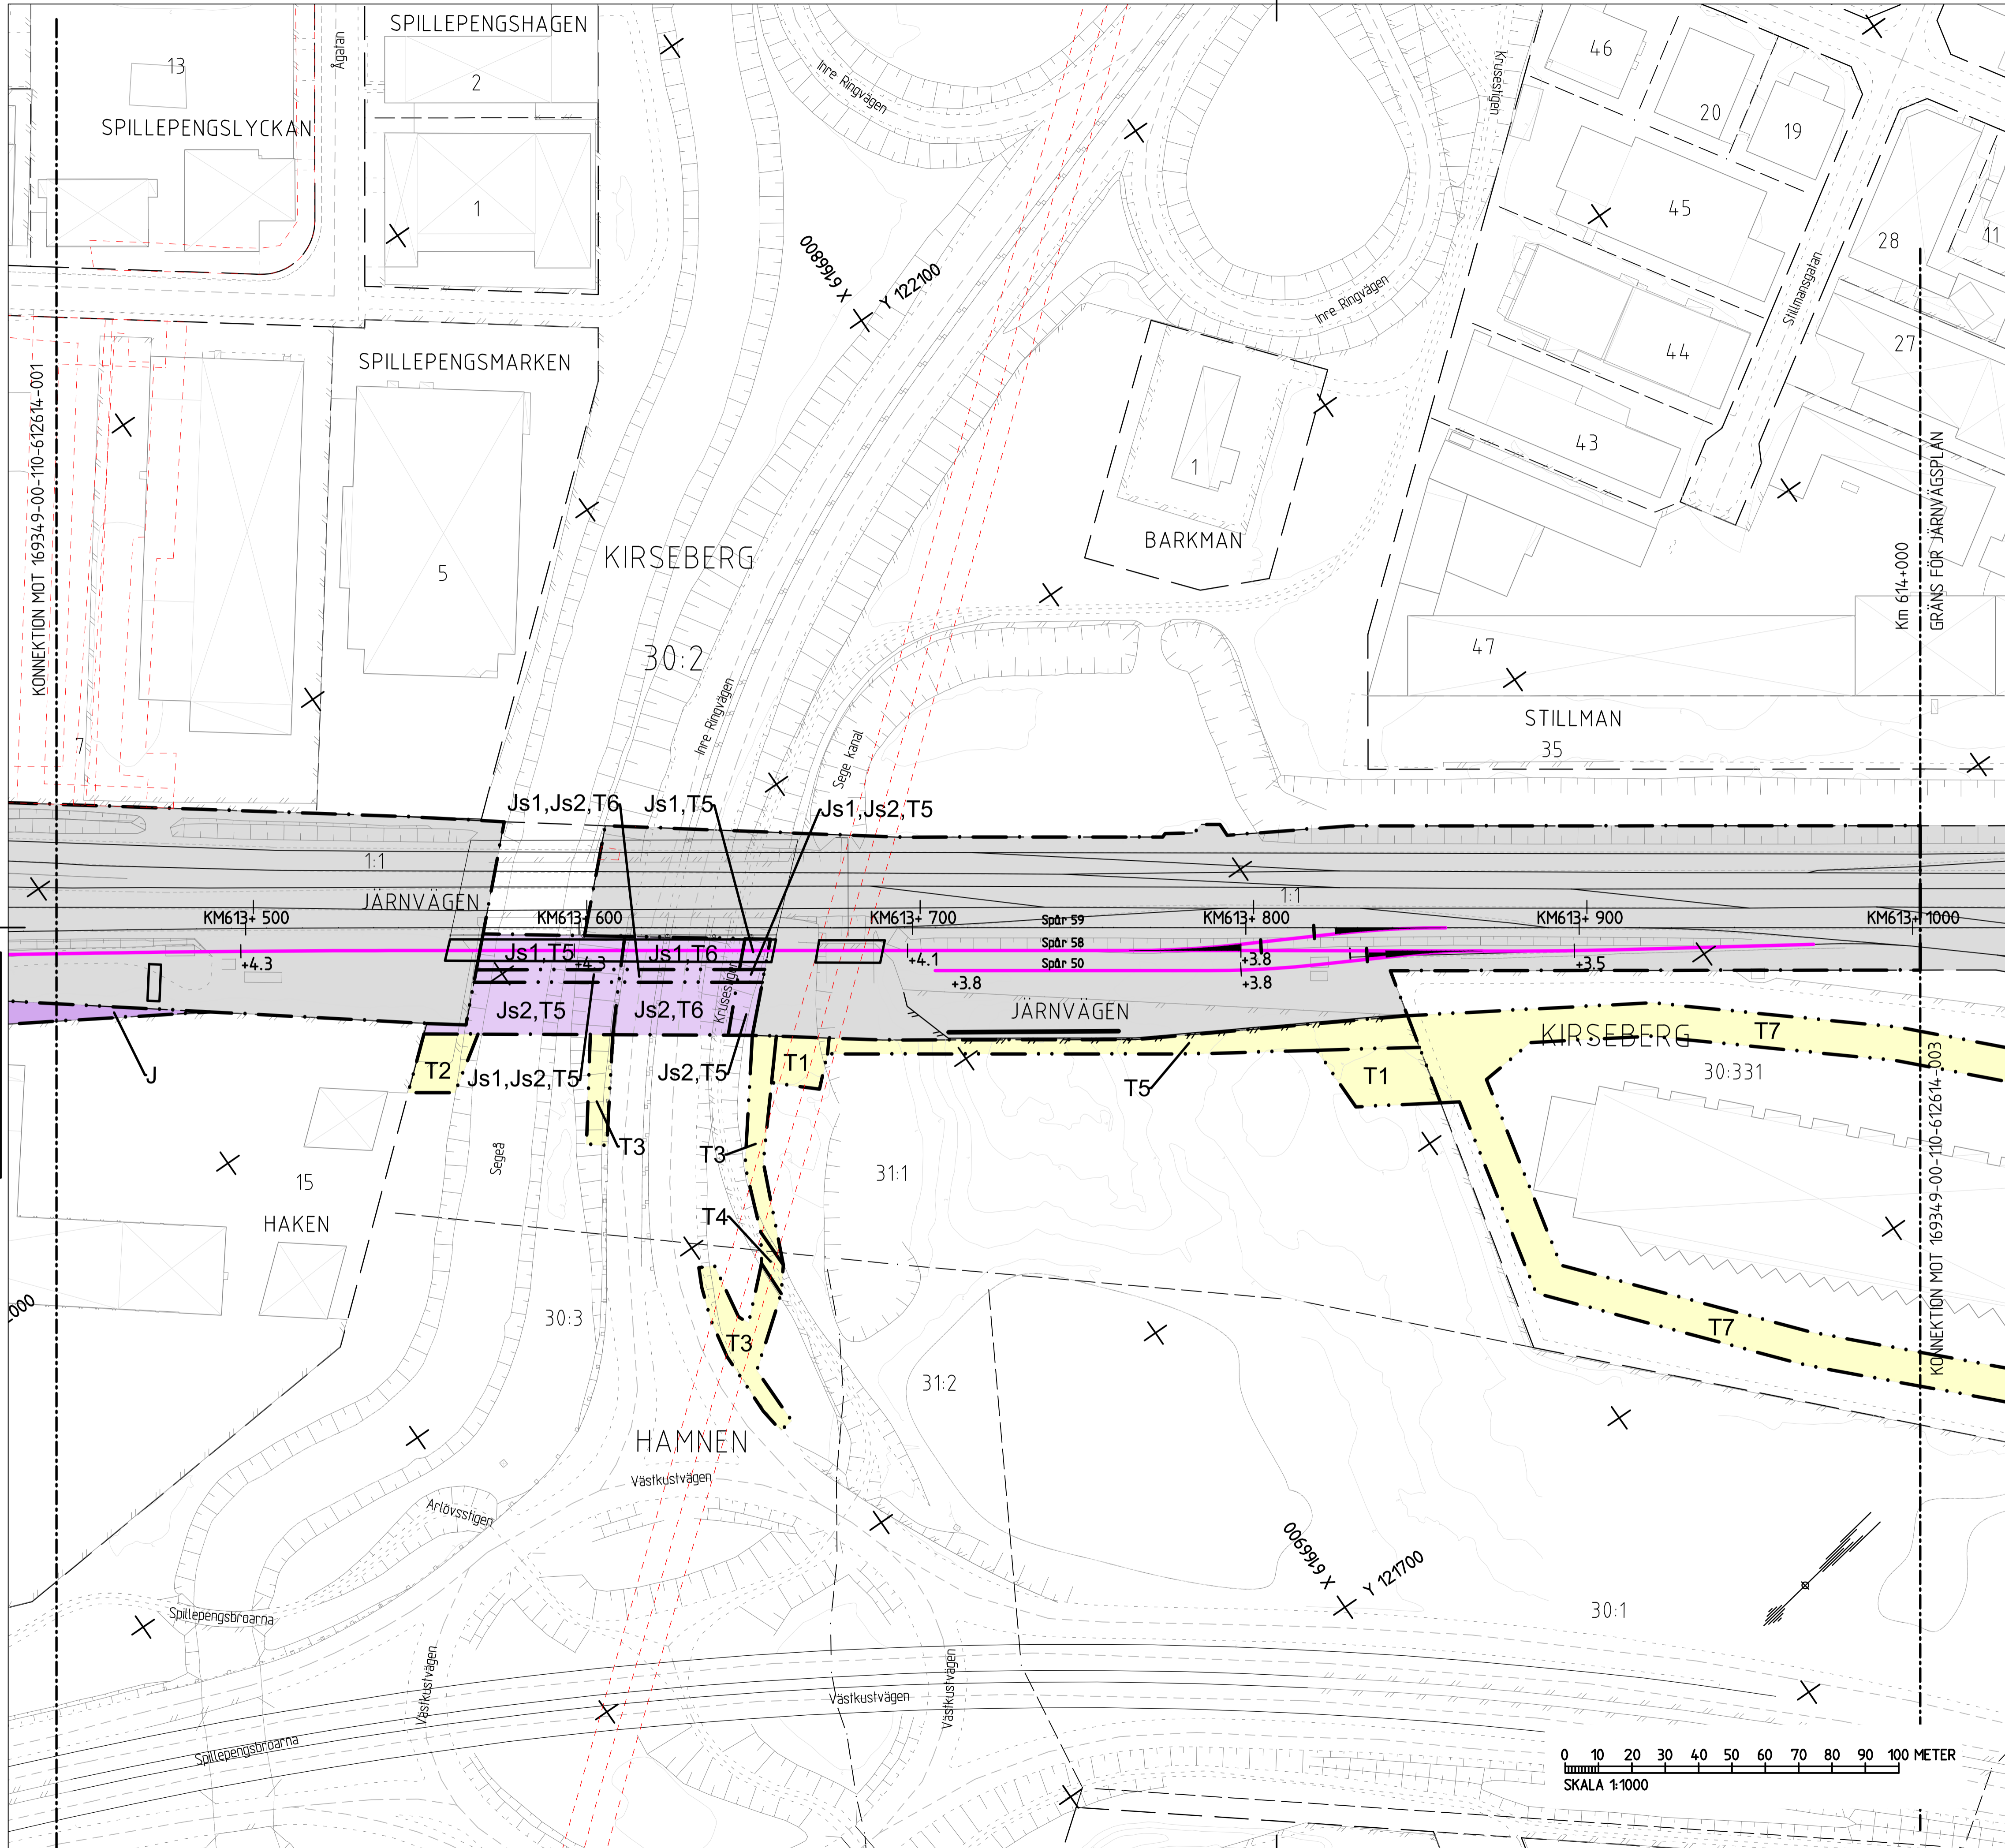 SPILLEPENGSHAGEN
Ågatan
13
2
SPILLEPENGSLYCKAN
1
Inre Ringvägen
Krusestigen
46
20
19
45
28
11
X 6166800
Y 122100
Inre Ringvägen
Stillmansgatan
44
27
43
SPILLEPENGSMARKEN
KONNEKTION MOT 169349-00-110-612614-001
5
7
KIRSEBERG
30:2
1
BARKMAN
Km 614+000
GRÄNS FÖR JÄRNVÄGSPLAN
47
STILLMAN
35
Inre Ringvägen
Sege kanal
Js1,Js2,T6
Js1,T5
Js1,Js2,T5
1:1
JÄRNVÄGEN
1:1
KM613+ 500
KM613+ 600
KM613+ 700
KM613+ 800
KM613+ 900
KM613+ 1000
Spår 59
Spår 58
Spår 50
+4.3
+4.3
+4.1
+3.8
+3.5
+3.8
+3.8
Js1,T5
Js1,T6
Js2,T5
Js2,T6
Krusestigen
JÄRNVÄGEN
KIRSEBERG
T7
J
T2
Js1,Js2,T5
Js2,T5
T1
T5
T1
30:331
KONNEKTION MOT 169349-00-110-612614-003
T3
T3
Segeå
31:1
15
HAKEN
T4
30:3
T3
T7
31:2
HAMNEN
Västkustvägen
Arlövsstigen
X 6166900
Y 121700
30:1
Spillepengsbroarna
Västkustvägen
Västkustvägen
Västkustvägen
Spillepengsbroarna
0 10 20 30 40 50 60 70 80 90 100 METER
SKALA 1:1000